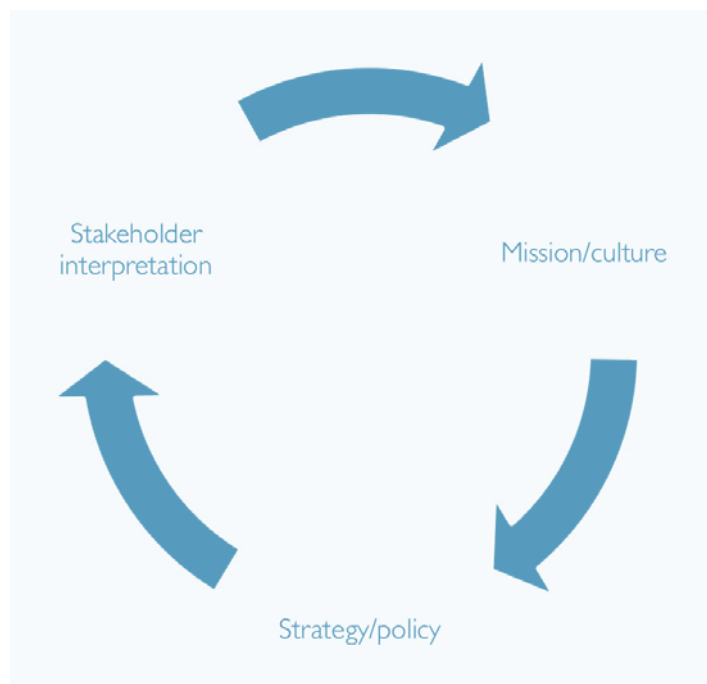 Stakeholder
interpretation
Mission/culture
Strategy/policy